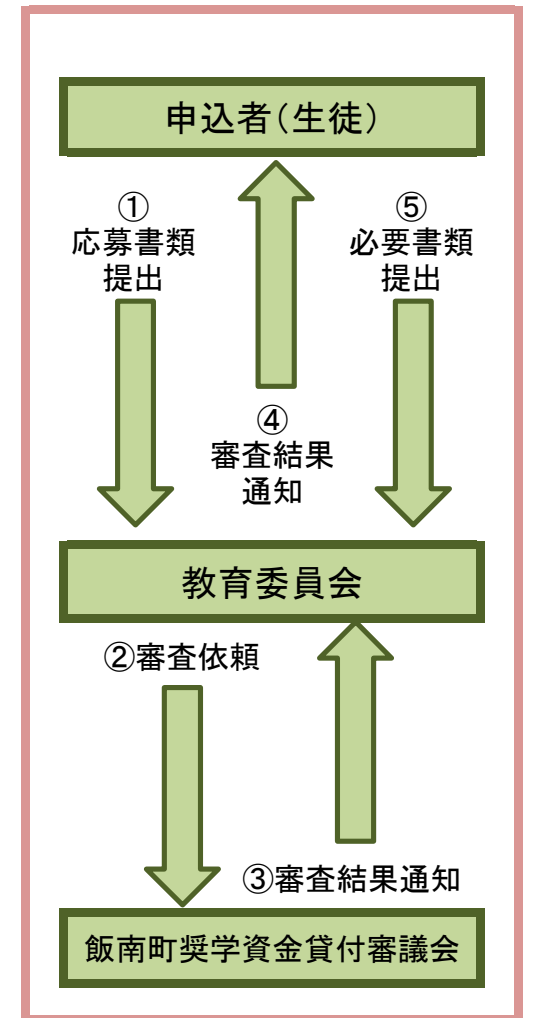 申込者(生徒)
①
応募書類
提出
⑤
必要書類
提出
④
審査結果
通知
教育委員会
②審査依頼
③審査結果通知
飯南町奨学資金貸付審議会